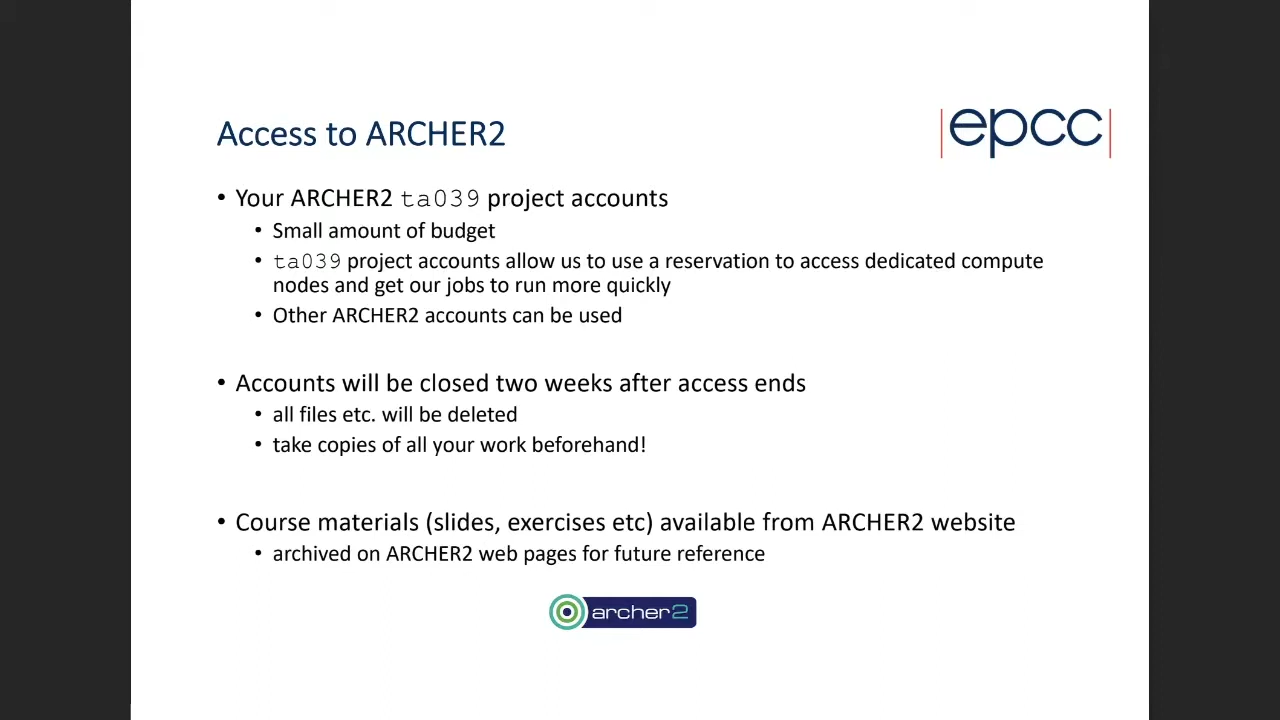 Access to ARCHER2
|epcc|
• Your ARCHER2 ta039 project accounts
• Small amount of budget
• ta039 project accounts allow us to use a reservation to access dedicated compute
nodes and get our jobs to run more quickly
• Other ARCHER2 accounts can be used
• Accounts will be closed two weeks after access ends
• all files etc. will be deleted
• take copies of all your work beforehand!
• Course materials (slides, exercises etc) available from ARCHER2 website
• archived on ARCHER2 web pages for future reference
archer2